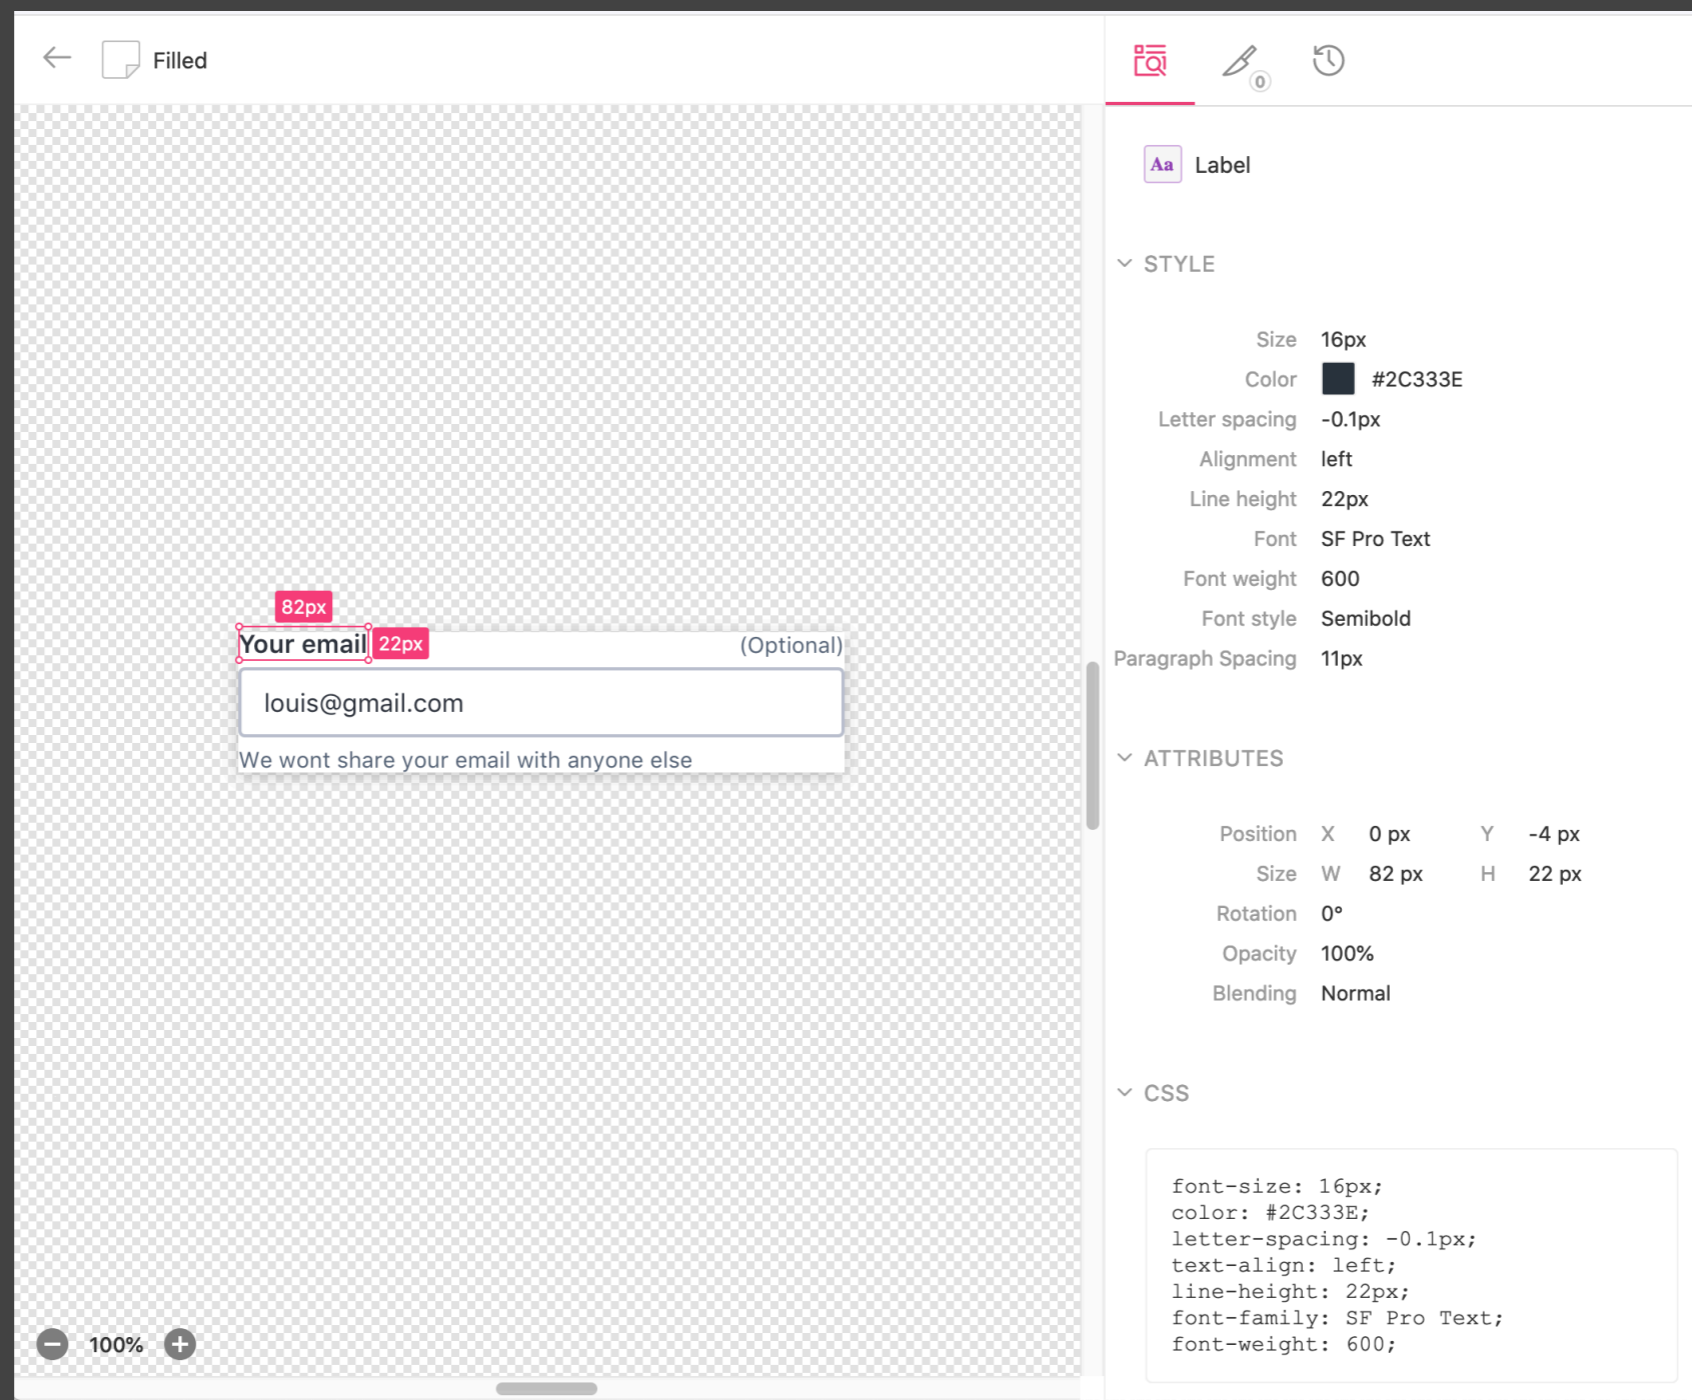 Filled
0
Aa Label
STYLE
Size 16px
Color #2C333E
Letter spacing -0.1px
Alignment left
Line height 22px
Font SF Pro Text
Font weight 600
Font style Semibold
Paragraph Spacing 11px
82px
Your email 22px (Optional)
louis@gmail.com
We wont share your email with anyone else
ATTRIBUTES
Position X 0 px Y -4 px
Size W 82 px H 22 px
Rotation 0°
Opacity 100%
Blending Normal
CSS
font-size: 16px;
color: #2C333E;
letter-spacing: -0.1px;
text-align: left;
line-height: 22px;
font-family: SF Pro Text;
font-weight: 600;
100%